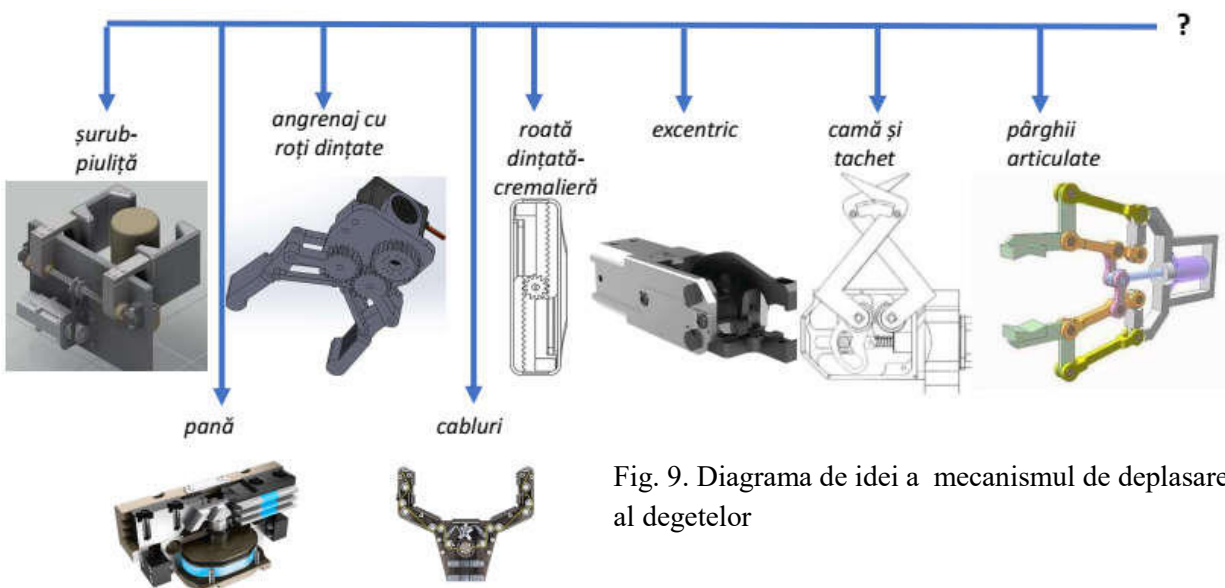 ?
șurub-
piuliță
angrenaj cu
roți dințate
roată
dințată-
cremalieră
excentric
camă și
tachet
pârghii
articulate
pană
cabluri
Fig. 9. Diagrama de idei a mecanismul de deplasare
al degetelor